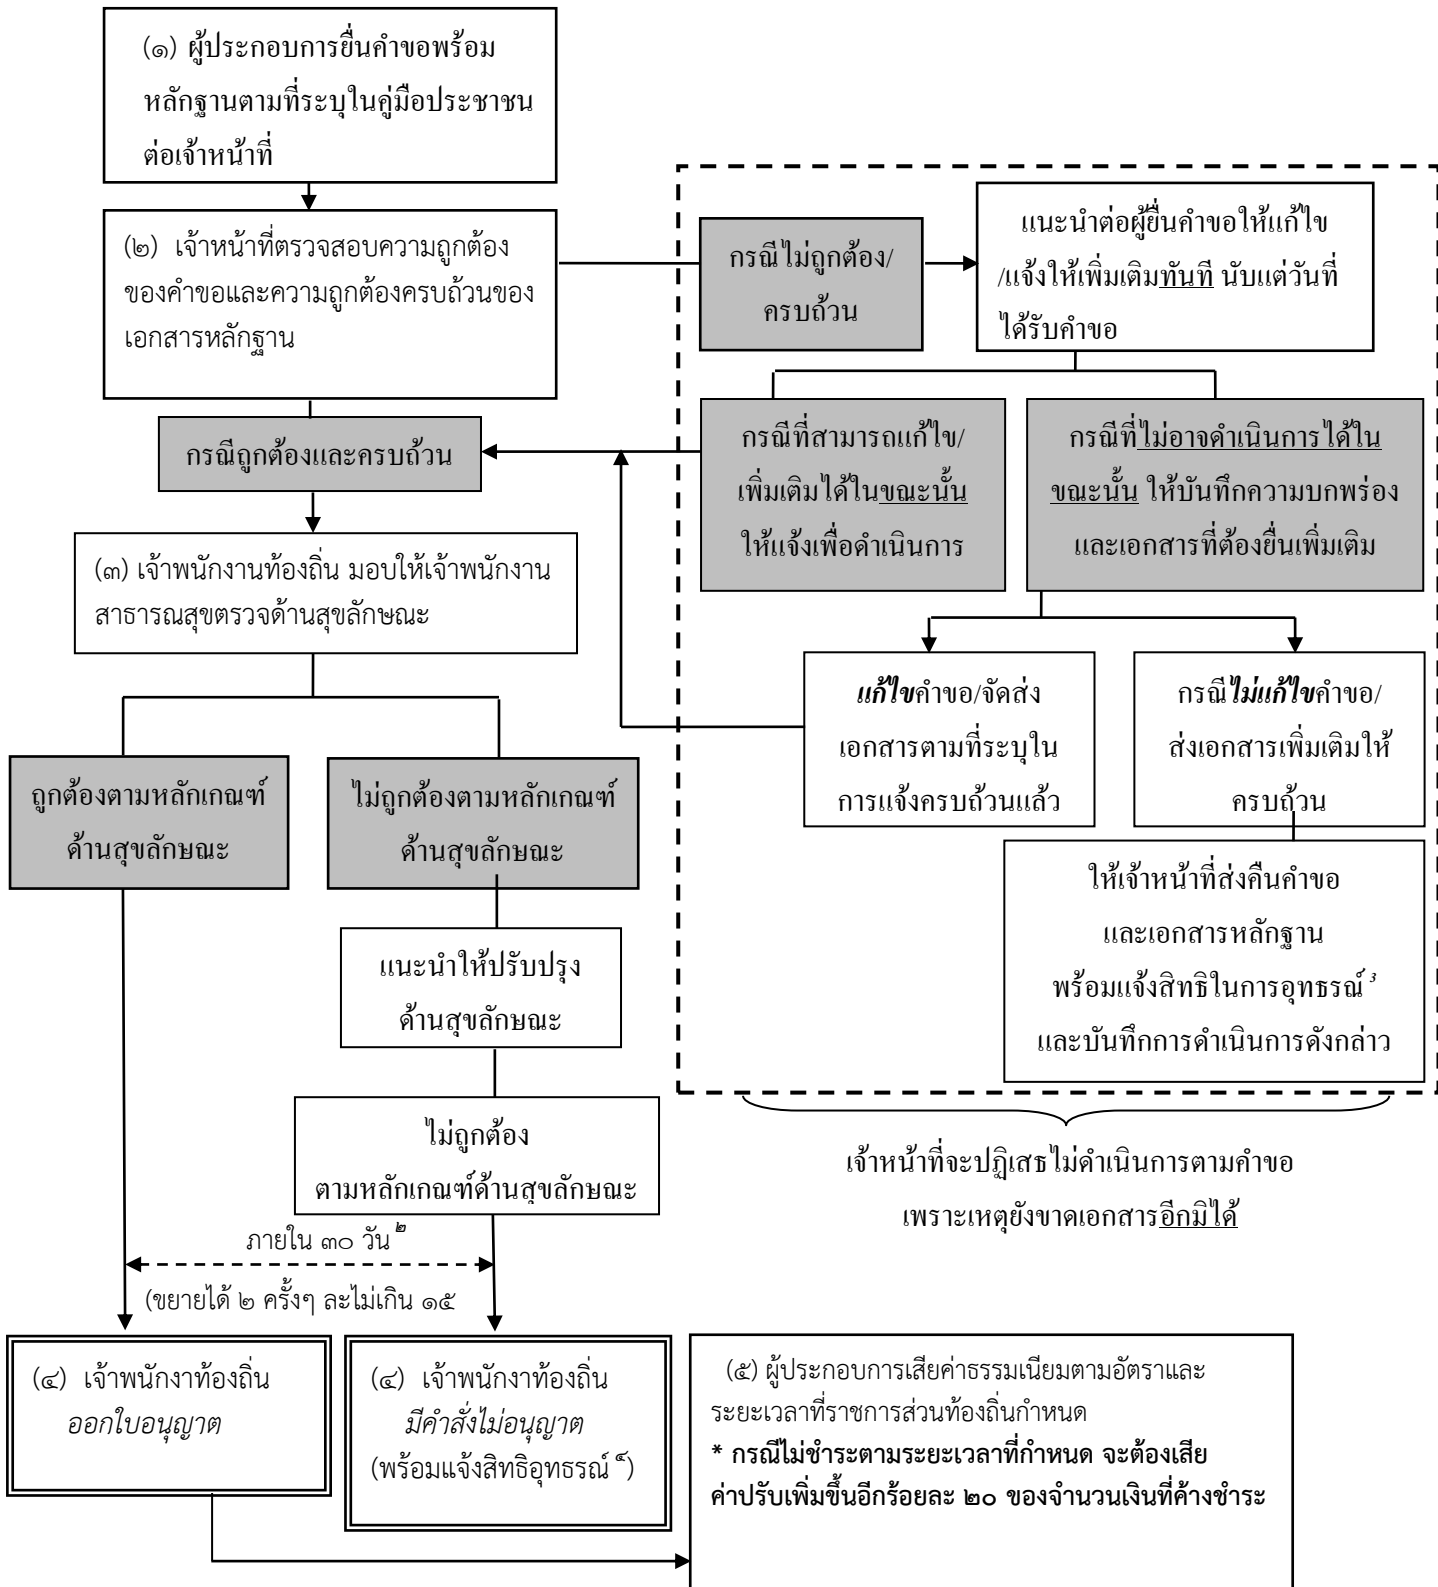 (๑) ผู้ประกอบการยื่นคำขอพร้อม
หลักฐานตามที่ระบุในคู่มือประชาชน
ต่อเจ้าหน้าที่
(๒) เจ้าหน้าที่ตรวจสอบความถูกต้อง
ของคำขอและความถูกต้องครบถ้วนของ
เอกสารหลักฐาน
กรณีไม่ถูกต้อง/
ครบถ้วน
แนะนำต่อผู้ยื่นคำขอให้แก้ไข
/แจ้งให้เพิ่มเติมทันที นับแต่วันที่
ได้รับคำขอ
กรณีถูกต้องและครบถ้วน
กรณีที่สามารถแก้ไข/
เพิ่มเติมได้ในขณะนั้น
ให้แจ้งเพื่อดำเนินการ
กรณีที่ไม่อาจดำเนินการได้ใน
ขณะนั้น ให้บันทึกความบกพร่อง
และเอกสารที่ต้องยื่นเพิ่มเติม
(๓) เจ้าพนักงานท้องถิ่น มอบให้เจ้าพนักงาน
สาธารณสุขตรวจด้านสุขลักษณะ
แก้ไขคำขอ/จัดส่ง
เอกสารตามที่ระบุใน
การแจ้งครบถ้วนแล้ว
กรณีไม่แก้ไขคำขอ/
ส่งเอกสารเพิ่มเติมให้
ครบถ้วน
ถูกต้องตามหลักเกณฑ์
ด้านสุขลักษณะ
ไม่ถูกต้องตามหลักเกณฑ์
ด้านสุขลักษณะ
ให้เจ้าหน้าที่ส่งคืนคำขอ
และเอกสารหลักฐาน
พร้อมแจ้งสิทธิในการอุทธรณ์ ๓
และบันทึกการดำเนินการดังกล่าว
แนะนำให้ปรับปรุง
ด้านสุขลักษณะ
ไม่ถูกต้อง
ตามหลักเกณฑ์ด้านสุขลักษณะ
เจ้าหน้าที่จะปฏิเสธไม่ดำเนินการตามคำขอ
เพราะเหตุยังขาดเอกสารอีกมิได้
ภายใน ๓๐ วัน ๒
(ขยายได้ ๒ ครั้งๆ ละไม่เกิน ๑๕
(๔) เจ้าพนักงาท้องถิ่น
ออกใบอนุญาต
(๔) เจ้าพนักงาท้องถิ่น
มีคำสั่งไม่อนุญาต
(พร้อมแจ้งสิทธิอุทธรณ์ ๔)
(๕) ผู้ประกอบการเสียค่าธรรมเนียมตามอัตราและ
ระยะเวลาที่ราชการส่วนท้องถิ่นกำหนด
* กรณีไม่ชำระตามระยะเวลาที่กำหนด จะต้องเสีย
ค่าปรับเพิ่มขึ้นอีกร้อยละ ๒๐ ของจำนวนเงินที่ค้างชำระ